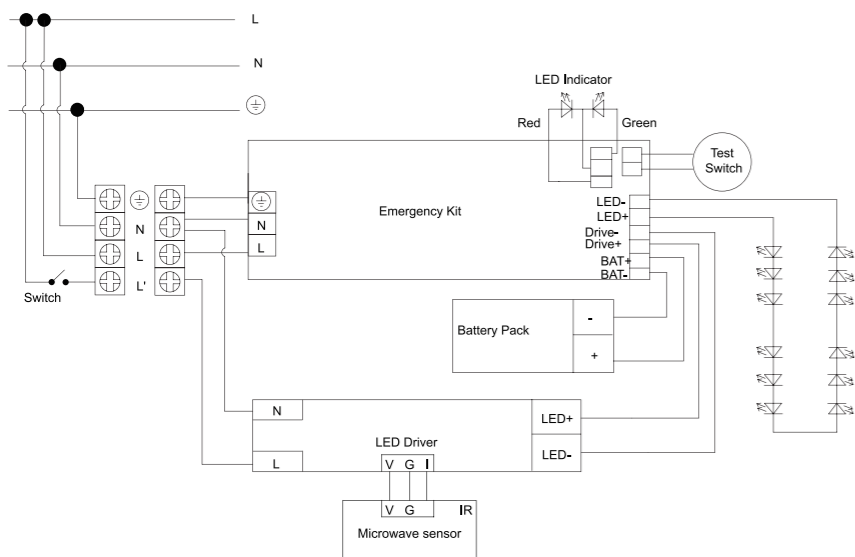 L
N
LED Indicator
Red
Green
Test
Switch
Emergency Kit
N
L
L'
Switch
N
L
LED-
LED+
Drive-
Drive+
BAT+
BAT-
Battery Pack
-
+
N
L
LED Driver
LED+
LED-
V G I
V G
IR
Microwave sensor